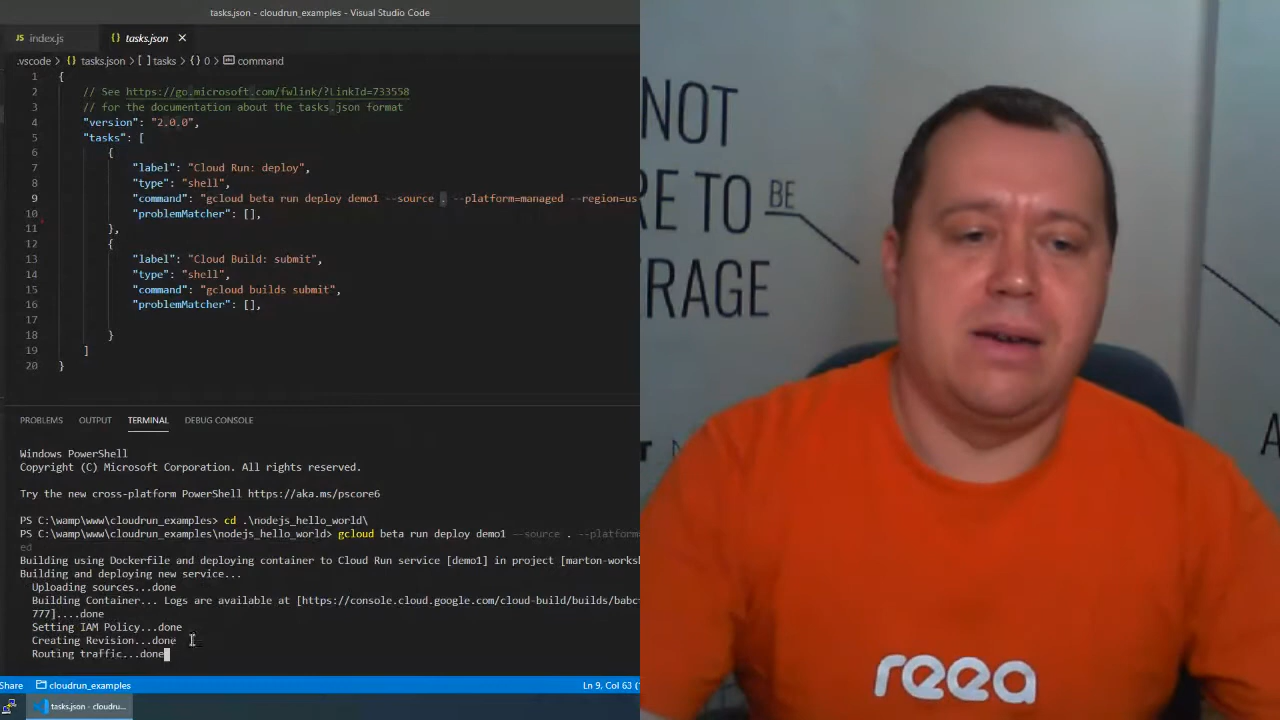 tasks.json - cloudrun_examples - Visual Studio Code
index.js
tasks.json
.vscode > tasks.json > [ ] tasks > {} 0 > command
1 {
2 // See https://go.microsoft.com/fwlink/?LinkId=733558
3 // for the documentation about the tasks.json format
4 "version": "2.0.0",
5 "tasks": [
6 {
7 "label": "Cloud Run: deploy",
8 "type": "shell",
9 "command": "gcloud beta run deploy demo1 --source . --platform=managed --region=us
10 "problemMatcher": [],
11 },
12 {
13 "label": "Cloud Build: submit",
14 "type": "shell",
15 "command": "gcloud builds submit",
16 "problemMatcher": [],
17
18 }
19 ]
20 }
PROBLEMS OUTPUT TERMINAL DEBUG CONSOLE
Windows PowerShell
Copyright (C) Microsoft Corporation. All rights reserved.
Try the new cross-platform PowerShell https://aka.ms/pscore6
PS C:\wamp\www\cloudrun_examples> cd .\nodejs_hello_world\
PS C:\wamp\www\cloudrun_examples\nodejs_hello_world> gcloud beta run deploy demo1 --source . --platform=
ed
Building using Dockerfile and deploying container to Cloud Run service [demo1] in project [marton-worksh
Building and deploying new service...
Uploading sources...done
Building Container... Logs are available at [https://console.cloud.google.com/cloud-build/builds/babc
777]....done
Setting IAM Policy...done
Creating Revision...done
Routing traffic...done
Share cloudrun_examples
Ln 9, Col 63
tasks.json - cloudru...
NOT
RE TO BE
RAGE
reea